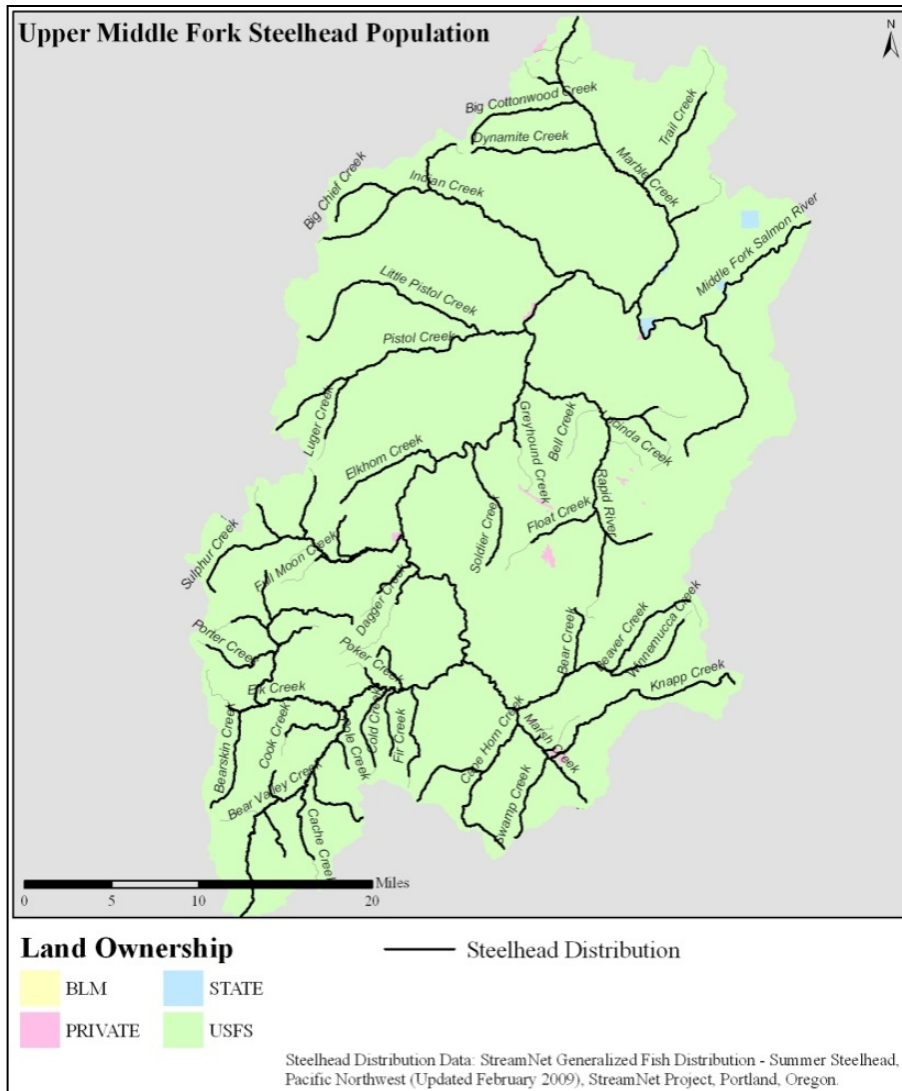 Upper Middle Fork Steelhead Population
N
Big Cottonwood Creek
Dynamite Creek
Trail Creek
Marble Creek
Indian Creek
Big Chief Creek
Middle Fork Salmon River
Little Pistol Creek
Pistol Creek
Luger Creek
Greyhound Creek
Bell Creek
Elkhorn Creek
Rapid River
Soldier Creek
Float Creek
Sulphur Creek
Full Moon Creek
Dagger Creek
Porter Creek
Poker Creek
Bear Creek
Beaver Creek
Winnemucca Creek
Knapp Creek
Elk Creek
Bearskin Creek
Cook Creek
Cold Creek
Fir Creek
Cape Horn Creek
Marsh Creek
Swamp Creek
Bear Valley Creek
Cache Creek
Miles
0 5 10 20
Land Ownership
Steelhead Distribution
BLM STATE
PRIVATE USFS
Steelhead Distribution Data: StreamNet Generalized Fish Distribution - Summer Steelhead,
Pacific Northwest (Updated February 2009), StreamNet Project, Portland, Oregon.